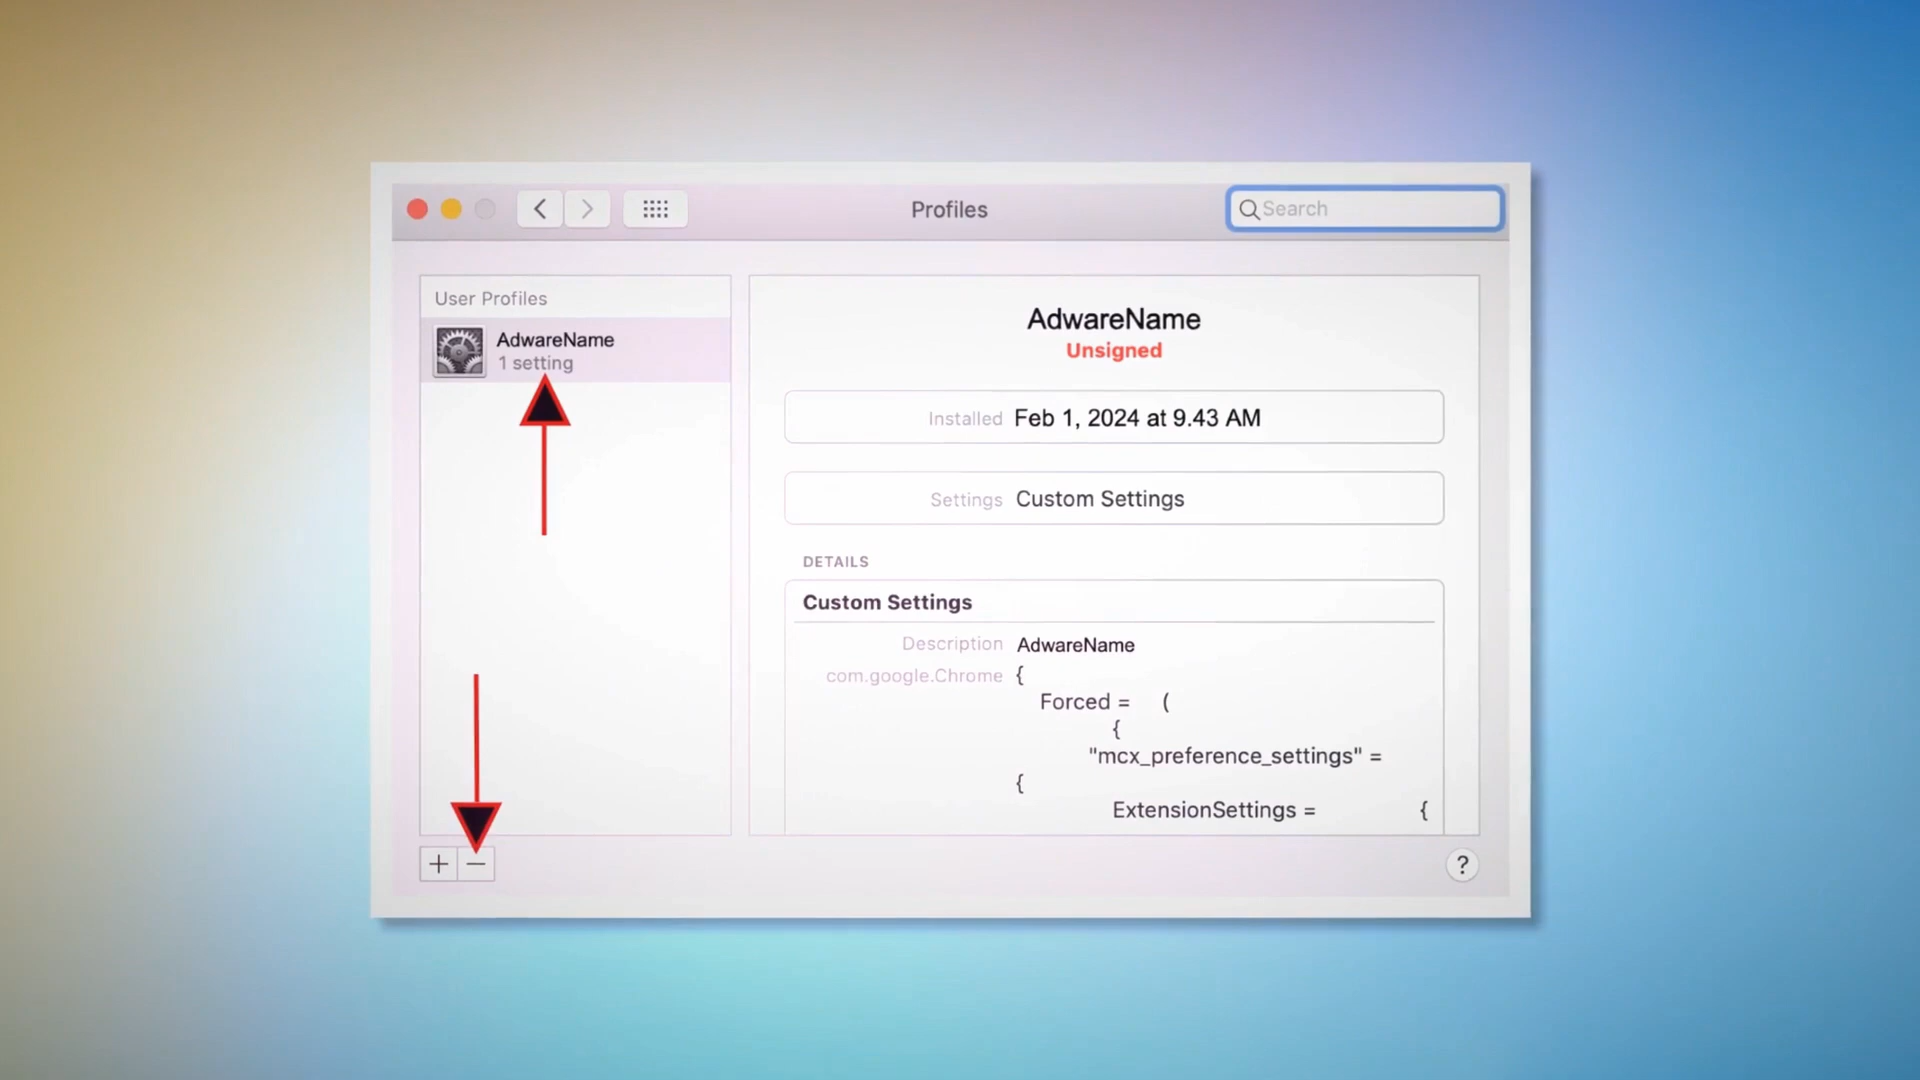 Profiles
Search
User Profiles
AdwareName
1 setting
AdwareName
Unsigned
Installed Feb 1, 2024 at 9.43 AM
Settings Custom Settings
DETAILS
Custom Settings
Description AdwareName
com.google.Chrome {
Forced = (
{
"mcx_preference_settings" =
{
ExtensionSettings = {
+ −
?